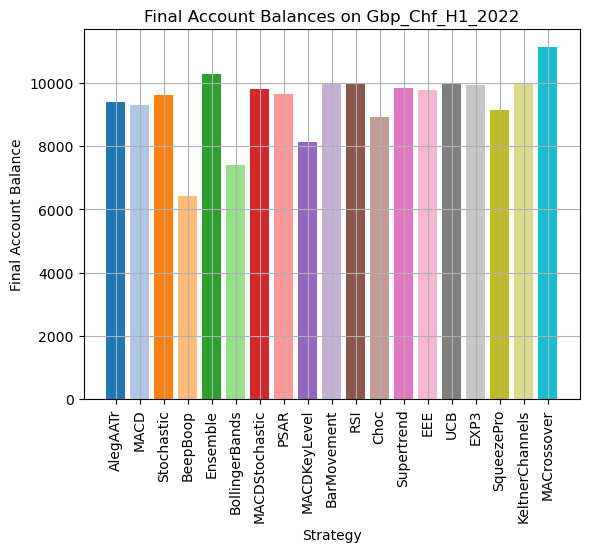 Final Account Balances on Gbp_Chf_H1_2022
Final Account Balance
10000
8000
6000
4000
2000
0
AlegAATr
MACD
Stochastic
BeepBoop
Ensemble
BollingerBands
MACDStochastic
PSAR
MACDKeyLevel
BarMovement
RSI
Choc
Supertrend
EEE
UCB
EXP3
SqueezePro
KeltnerChannels
MACrossover
Strategy